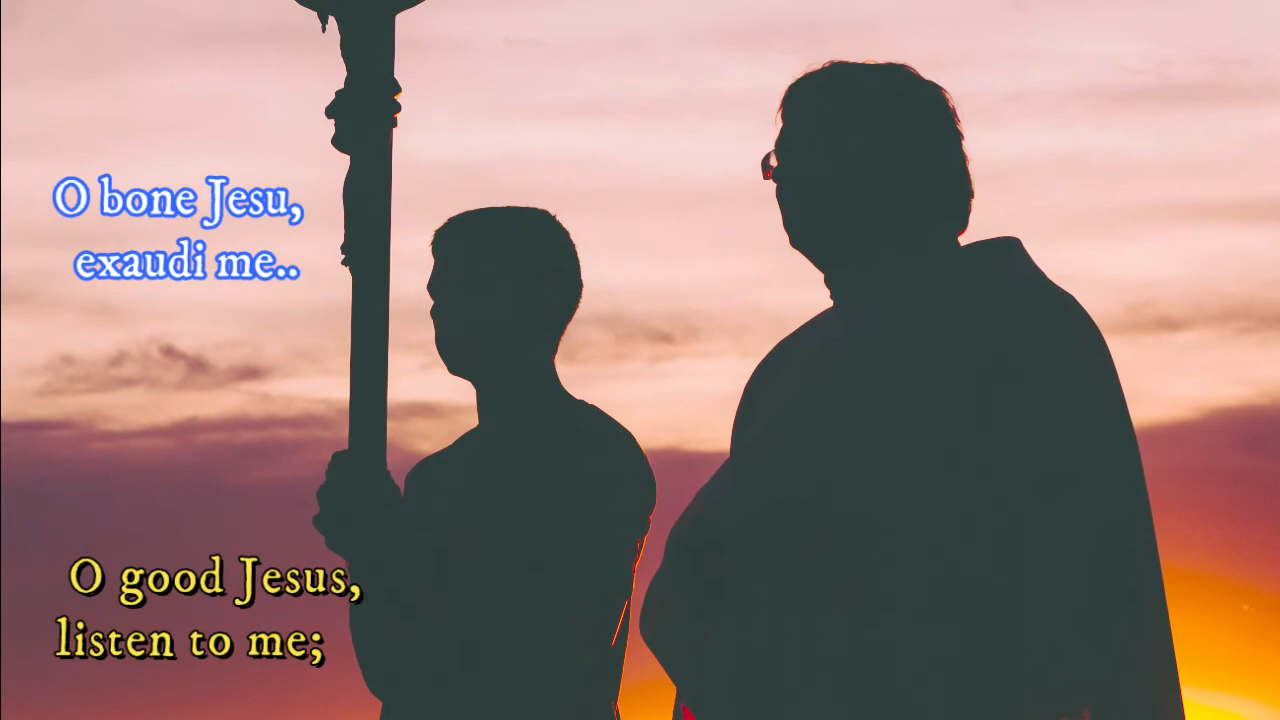 O bone Jesu,
exaudi me..
O good Jesus,
listen to me;